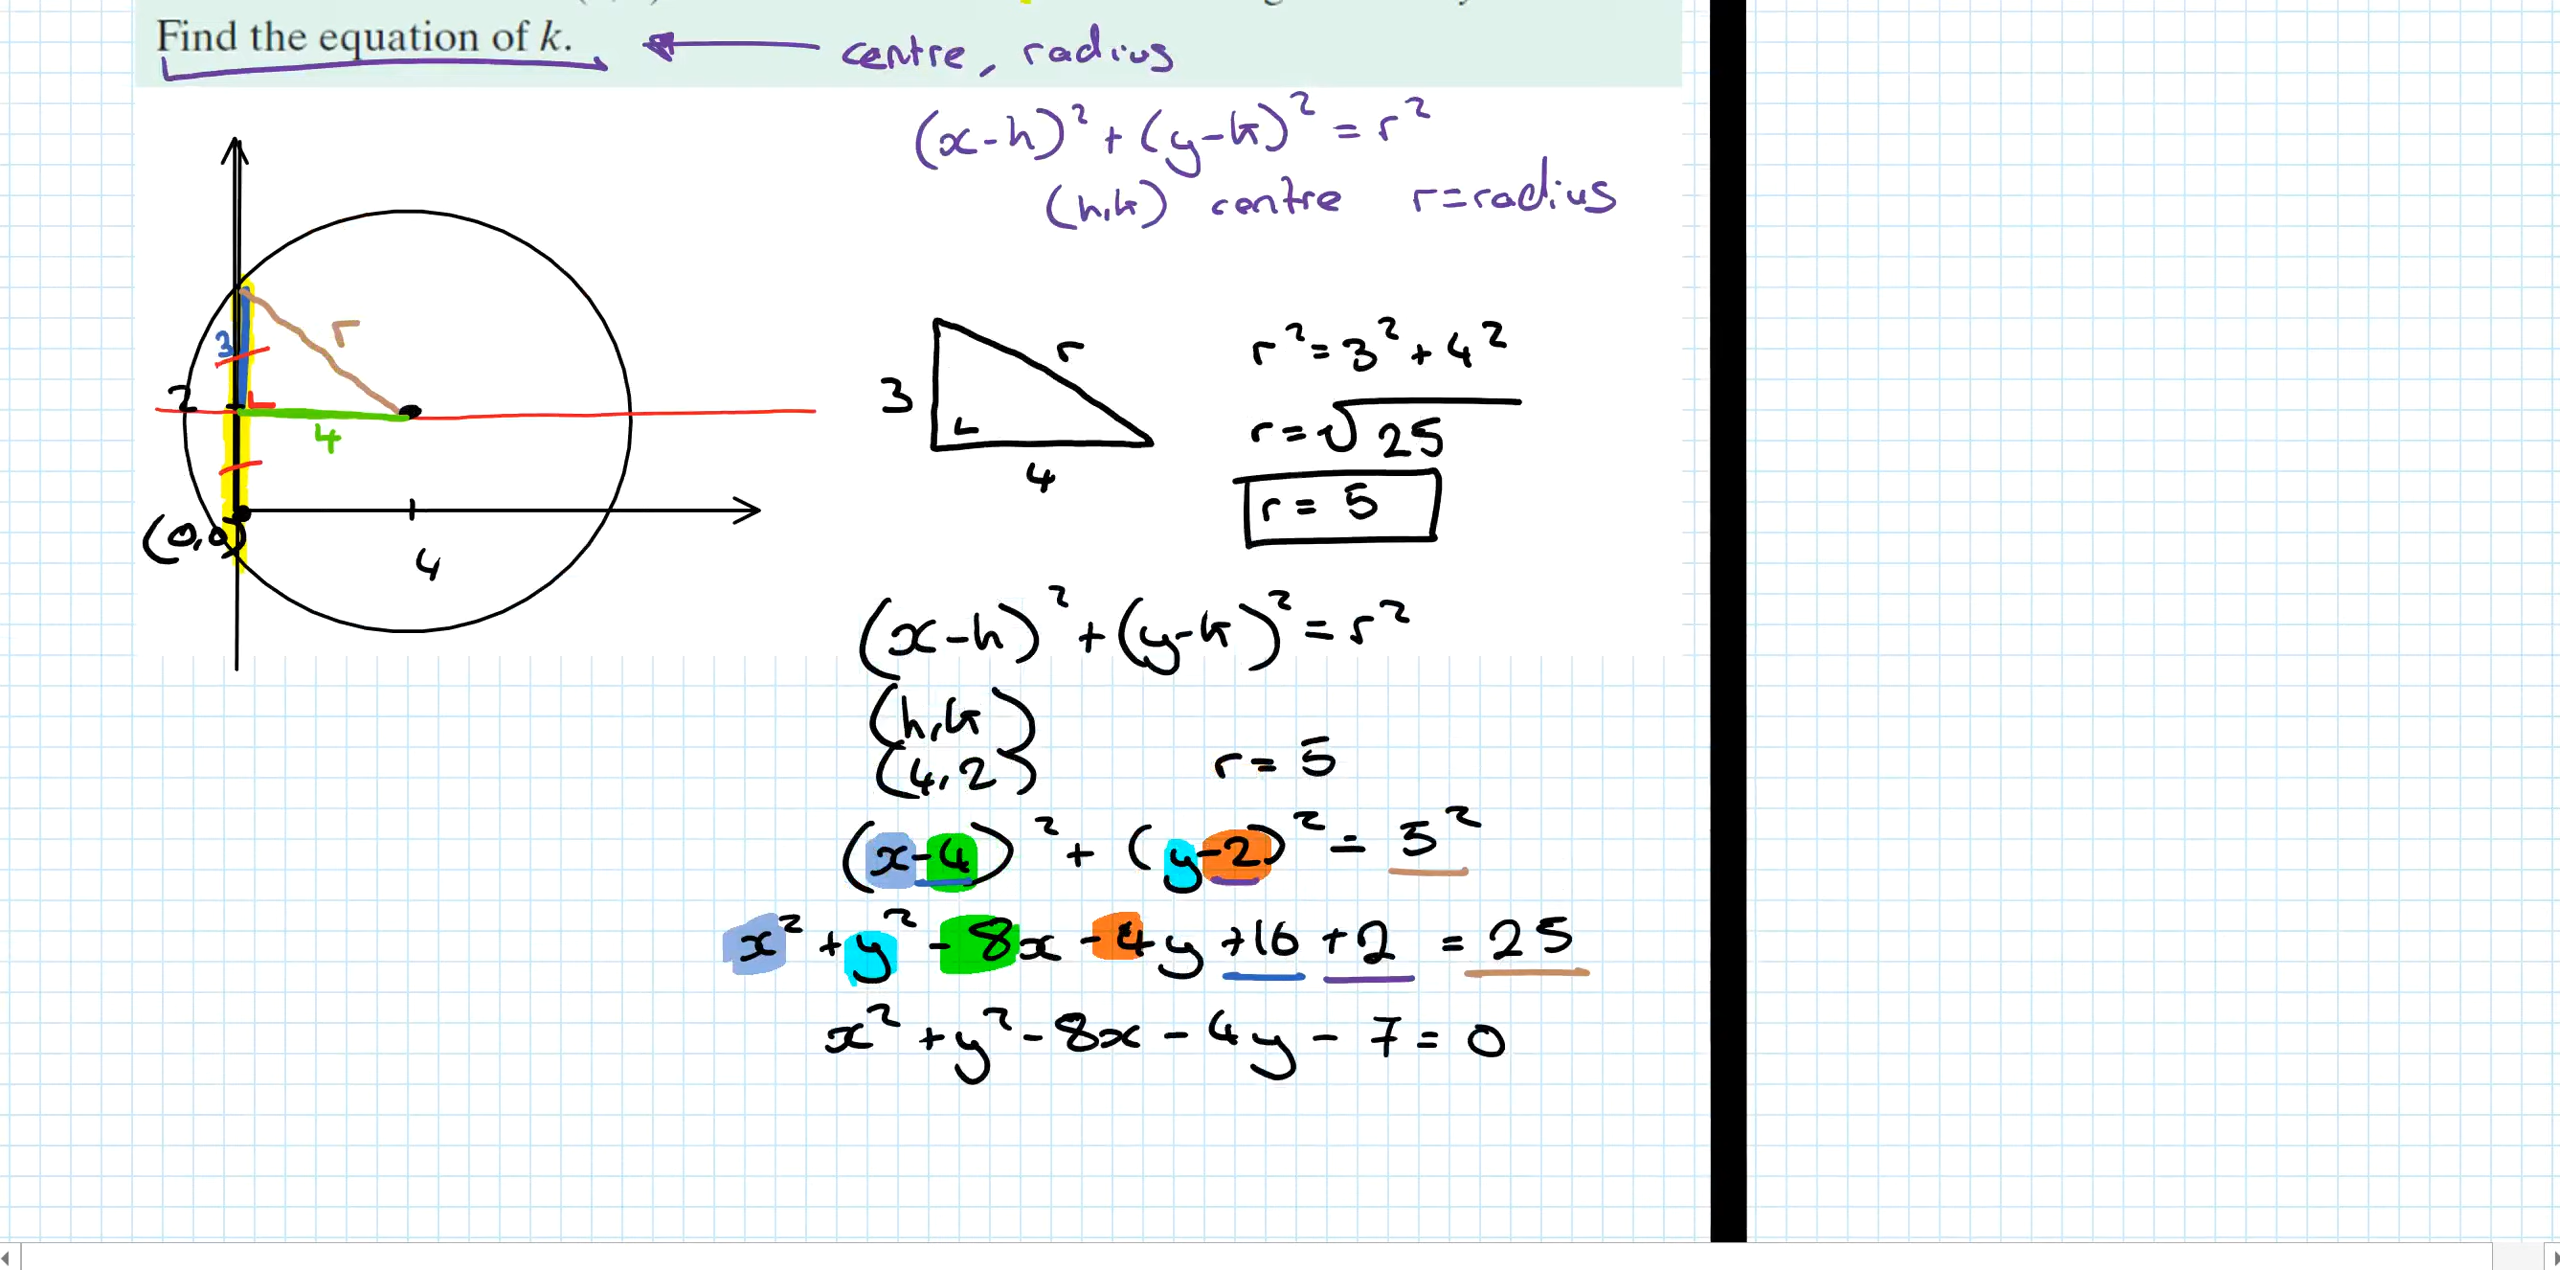 Find the equation of k.
centre, radius
(x-h)² + (y-k)² = r²
(h,k) centre r=radius
3
r
2
4
(0,0)
4
3
r
4
r² = 3² + 4²
r = √25
r = 5
(x-h)² + (y-k)² = r²
(h,k)
(4,2)
r = 5
(x-4)² + (y-2)² = 5²
x² + y² - 8x - 4y +16 +2 = 25
x² + y² - 8x - 4y - 7 = 0